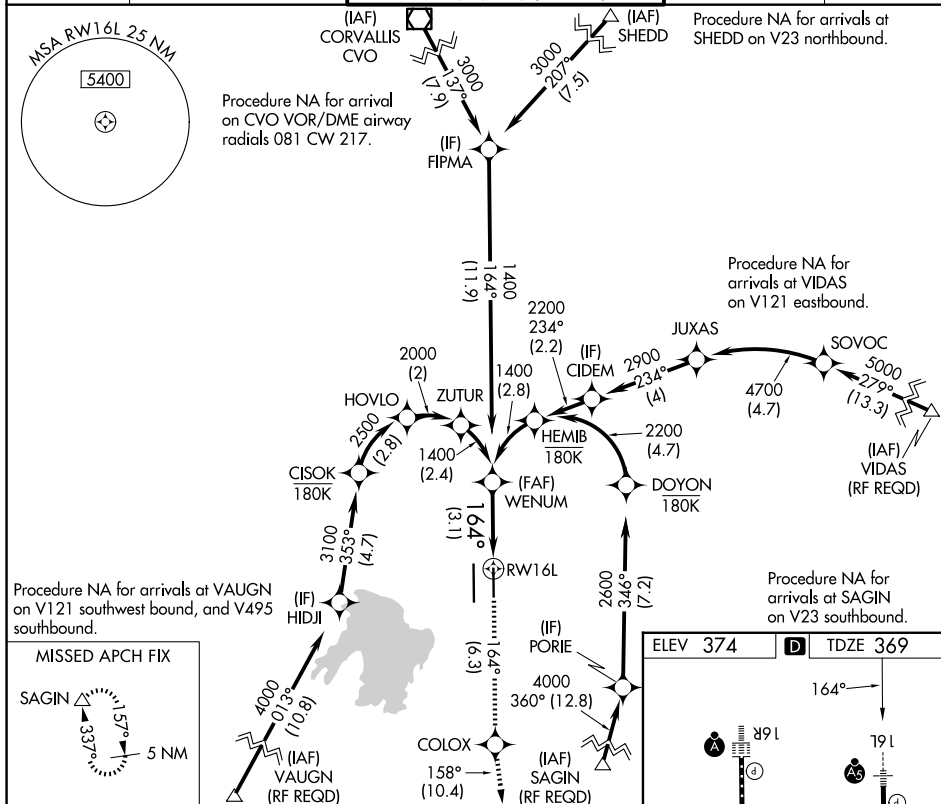 MSA RW16L 25 NM
5400
(IAF)
CORVALLIS
CVO
3000
137°
(7.9)
(IAF)
SHEDD
3000
207°
(7.5)
Procedure NA for arrivals at
SHEDD on V23 northbound.
Procedure NA for arrival
on CVO VOR/DME airway
radials 081 CW 217.
(IF)
FIPMA
1400
164°
(11.9)
Procedure NA for
arrivals at VIDAS
on V121 eastbound.
2200
234°
(2.2)
(IF)
CIDEM
JUXAS
2900
234°
(4)
SOVOC
4700
(4.7)
5000
279°
(13.3)
(IAF)
VIDAS
(RF REQD)
2000
(2)
HOVLO
ZUTUR
1400
(2.8)
2500
(2.8)
1400
(2.4)
HEMIB
180K
2200
(4.7)
CISOK
180K
(FAF)
WENUM
DOYON
180K
164°
(3.1)
3100
353°
(4.7)
RW16L
2600
346°
(7.2)
Procedure NA for arrivals at VAUGN
on V121 southwest bound, and V495
southbound.
(IF)
HIDJI
Procedure NA for
arrivals at SAGIN
on V23 southbound.
164°
(6.3)
(IF)
PORIE
4000
360° (12.8)
4000
013°
(10.8)
(IAF)
VAUGN
(RF REQD)
COLOX
158°
(10.4)
(IAF)
SAGIN
(RF REQD)
MISSED APCH FIX
SAGIN
157°
337°
5 NM
ELEV 374
D
TDZE 369
164°
16R
16L
A
P
A5
P